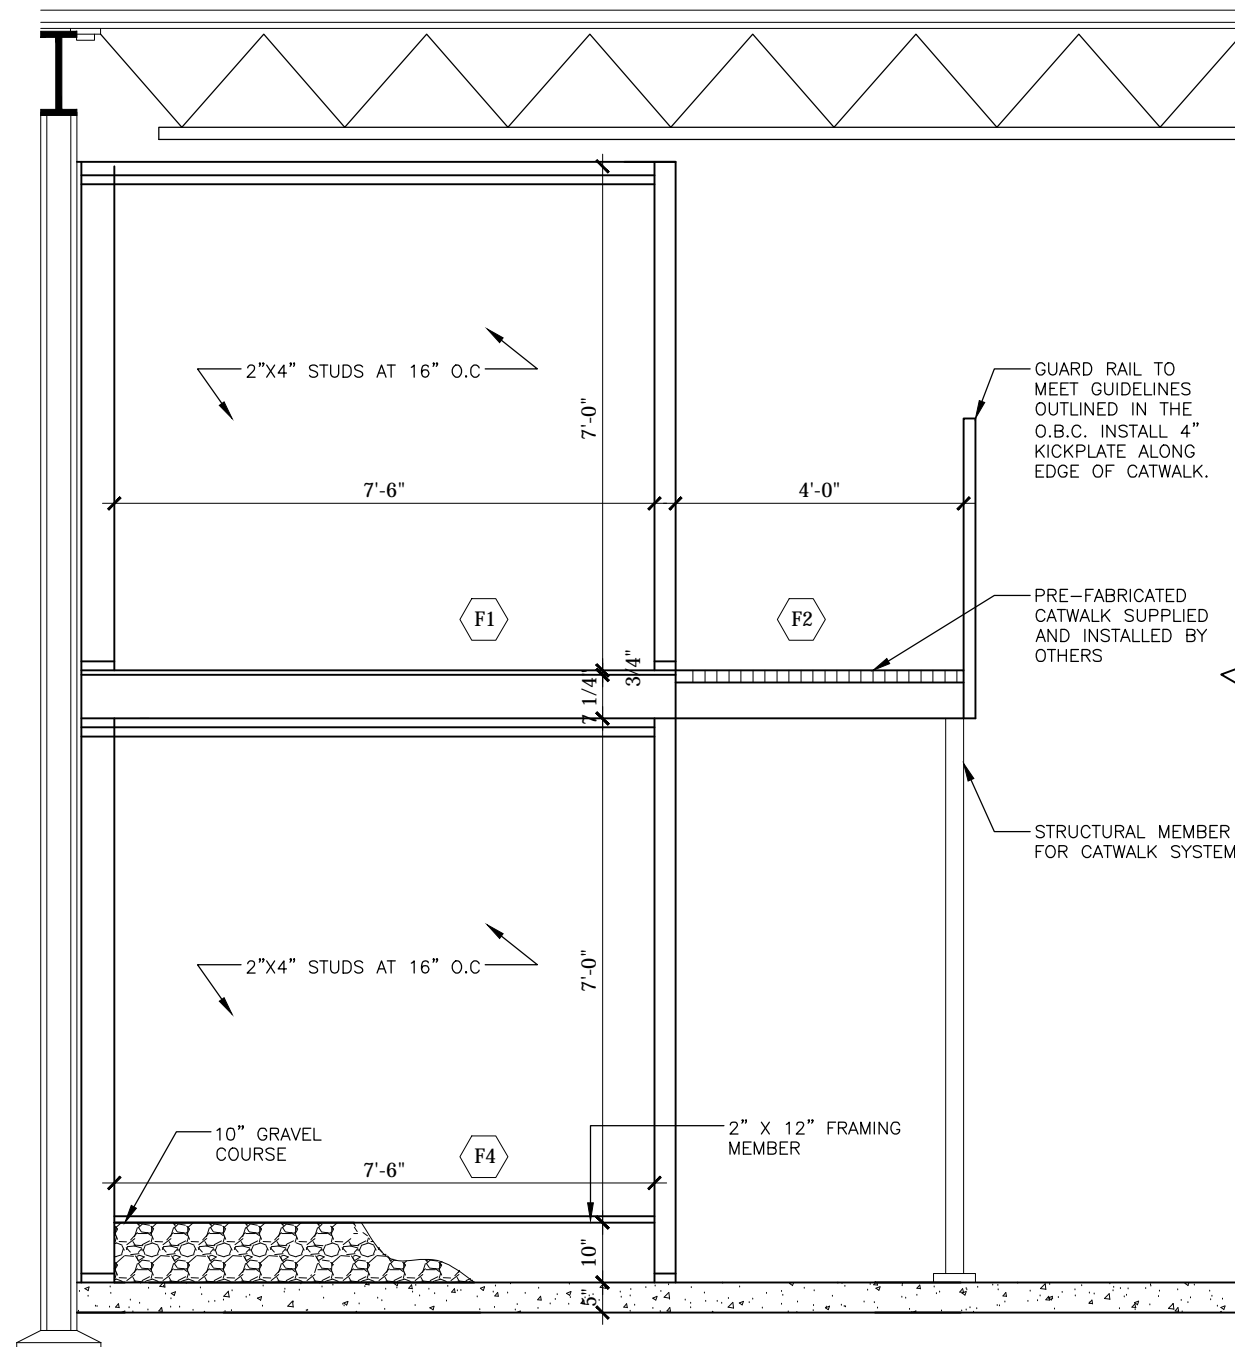 2”X4” STUDS AT 16” O.C
7'-0"
GUARD RAIL TO
MEET GUIDELINES
OUTLINED IN THE
O.B.C. INSTALL 4”
KICKPLATE ALONG
EDGE OF CATWALK.
7'-6"
4'-0"
F1
F2
PRE-FABRICATED
CATWALK SUPPLIED
AND INSTALLED BY
OTHERS
3/4"
7 1/4"
STRUCTURAL MEMBER
FOR CATWALK SYSTEM
2”X4” STUDS AT 16” O.C
7'-0"
10” GRAVEL
COURSE
F4
7'-6"
2” X 12” FRAMING
MEMBER
10"
5"